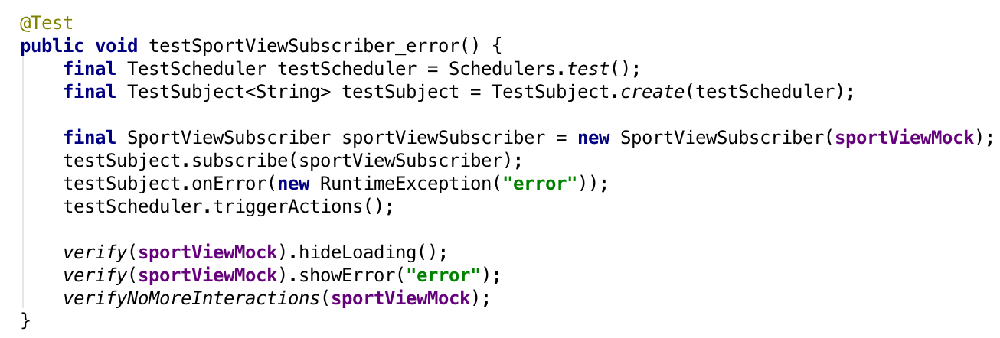 @Test
public void testSportViewSubscriber_error() {
    final TestScheduler testScheduler = Schedulers.test();
    final TestSubject<String> testSubject = TestSubject.create(testScheduler);

    final SportViewSubscriber sportViewSubscriber = new SportViewSubscriber(sportViewMock);
    testSubject.subscribe(sportViewSubscriber);
    testSubject.onError(new RuntimeException("error"));
    testScheduler.triggerActions();

    verify(sportViewMock).hideLoading();
    verify(sportViewMock).showError("error");
    verifyNoMoreInteractions(sportViewMock);
}